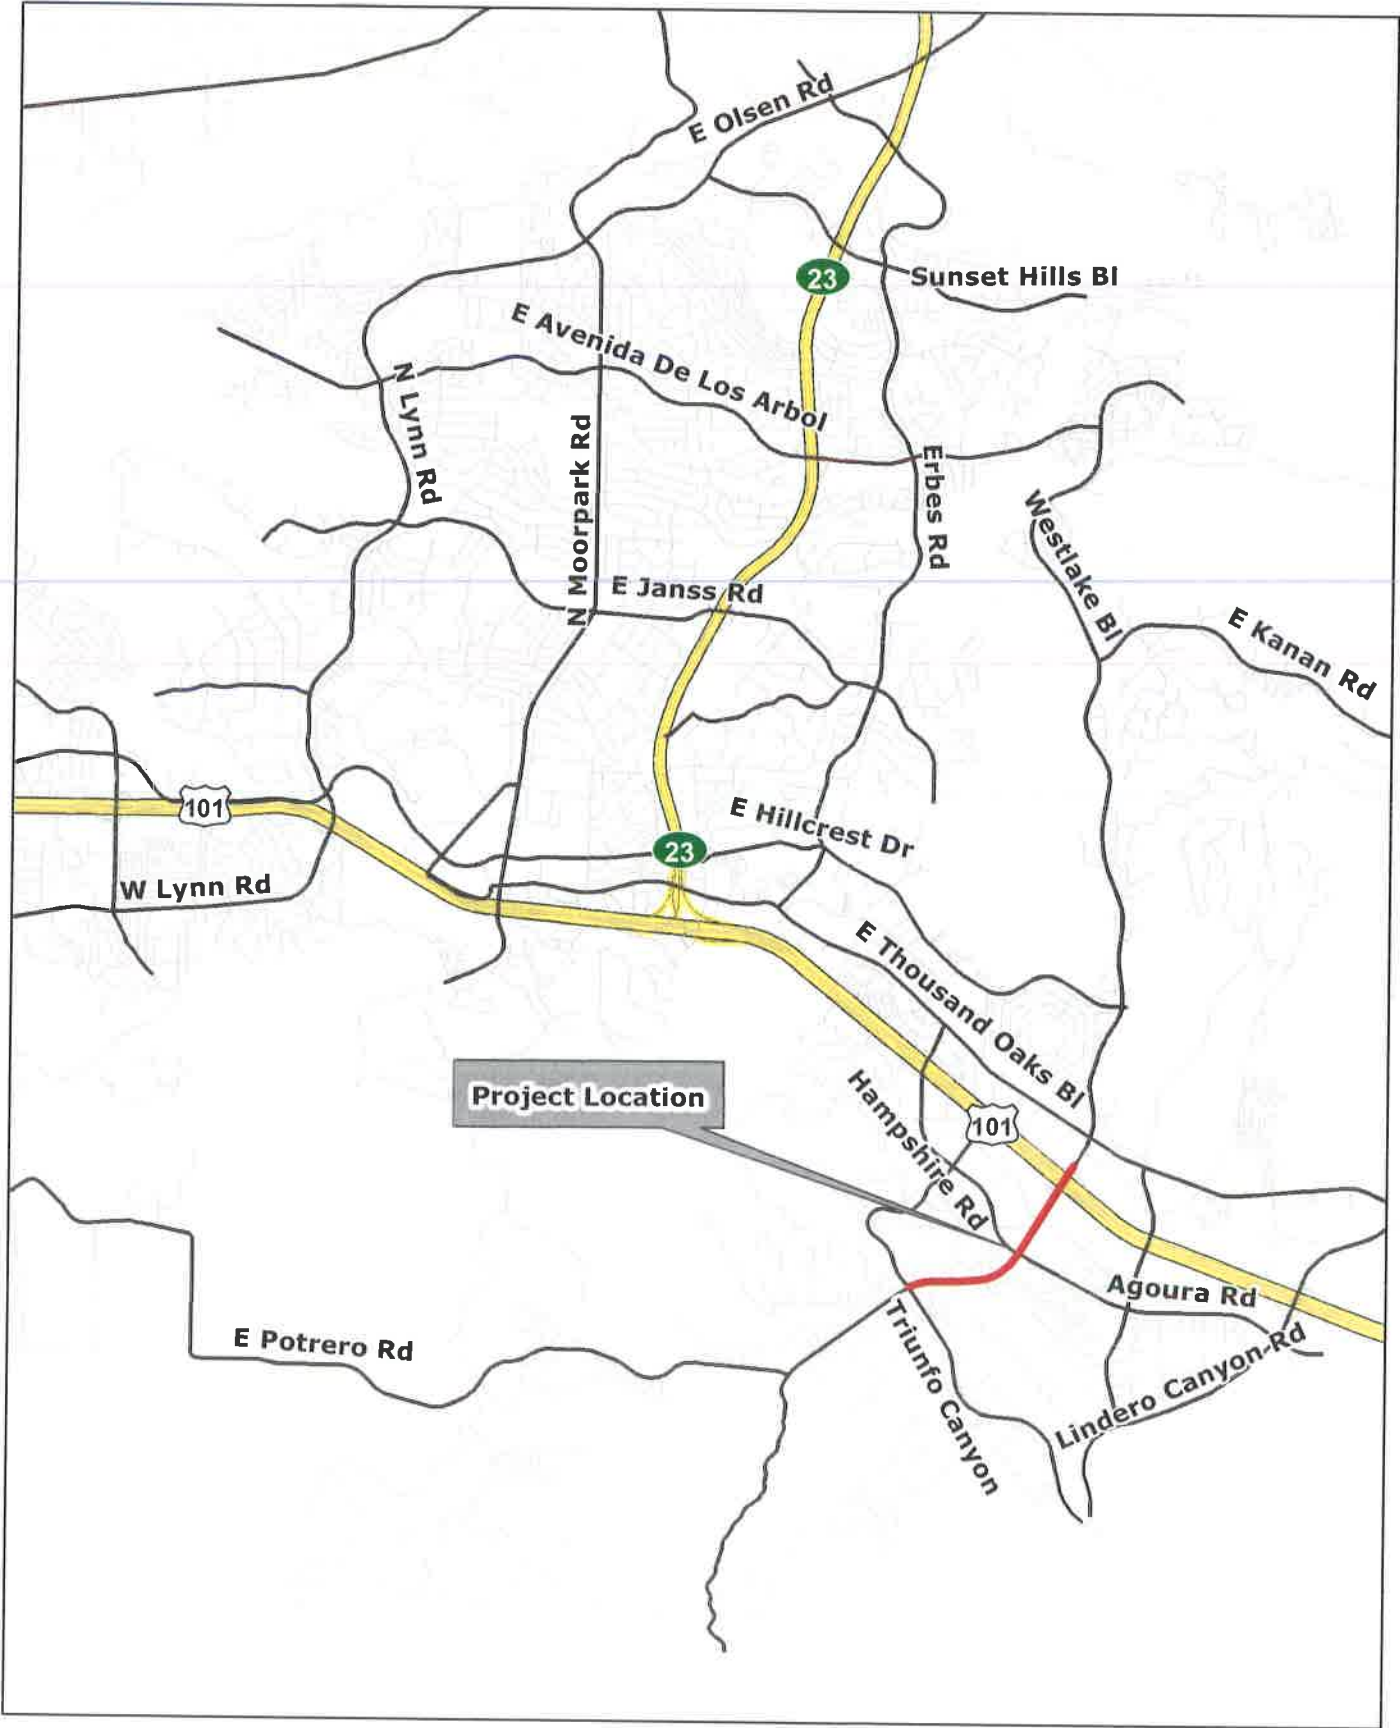 E Olsen Rd
23
Sunset Hills Bl
E Avenida De Los Arbol
N Lynn Rd
N Moorpark Rd
Erbes Rd
Westlake Bl
E Janss Rd
E Kanan Rd
101
E Hillcrest Dr
23
W Lynn Rd
E Thousand Oaks Bl
Project Location
Hampshire Rd
101
Agoura Rd
E Potrero Rd
Triunfo Canyon
Lindero Canyon Rd